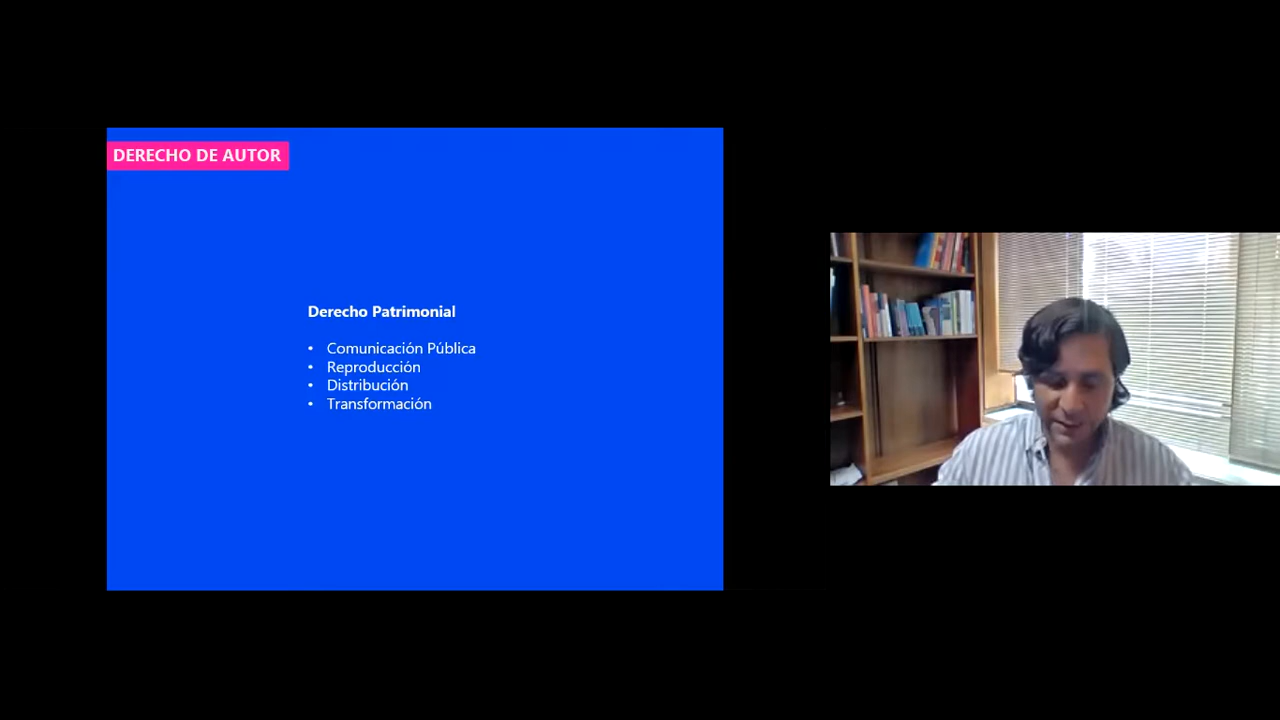 DERECHO DE AUTOR
Derecho Patrimonial
• Comunicación Pública
• Reproducción
• Distribución
• Transformación